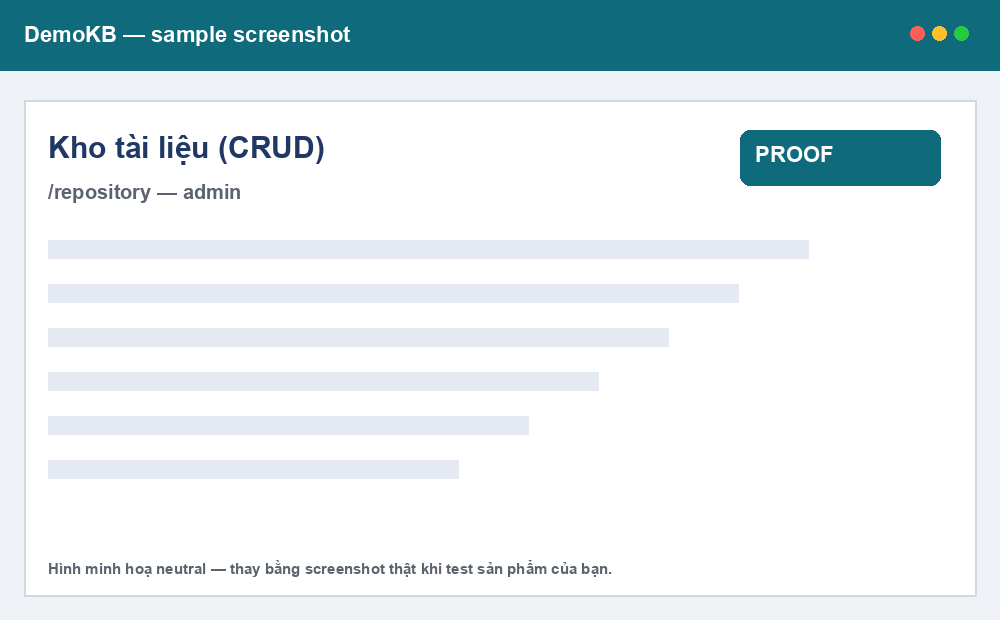 DemoKB — sample screenshot
Kho tài liệu (CRUD)
PROOF
/repository — admin
Hình minh hoạ neutral — thay bằng screenshot thật khi test sản phẩm của bạn.